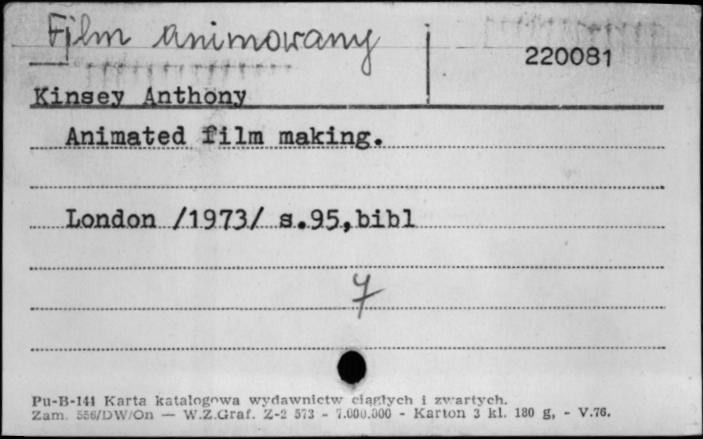 Film animowany
220081
Kinsey Anthony
Animated film making.
London /1973/ s.95,bibl
7
Pu-B-141 Karta katalogowa wydawnictw ciągłych i zwartych.
Zam. 556/DW/On — W.Z.Graf. Z-2 573 - 7.000.000 - Karton 3 kl. 180 g, - V.76.